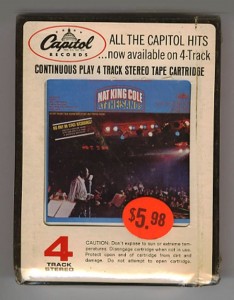 Capitol
RECORDS
ALL THE CAPITOL HITS
...now available on 4-Track
CONTINUOUS PLAY 4 TRACK STEREO TAPE CARTRIDGE
NAT KING COLE
AT THE SANDS
$5.98
4
TRACK
STEREO
CAUTION: Don't expose to sun or extreme tem-
peratures. Disengage cartridge when not in use.
Protect open end of cartridge from dirt and
damage. Do not attempt to open cartridge.